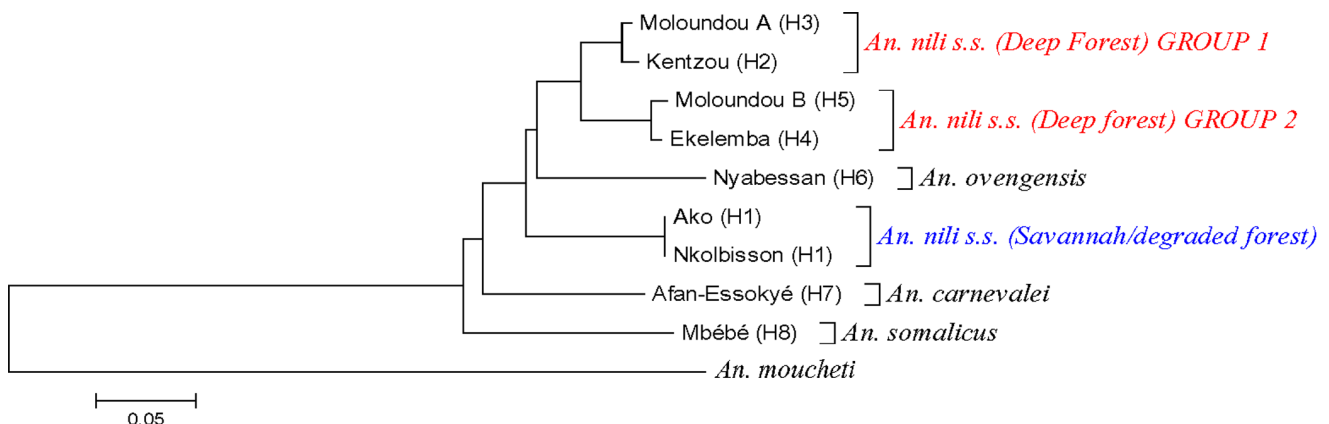 Moloundou A (H3)
An. nili s.s. (Deep Forest) GROUP 1
Kentzou (H2)
Moloundou B (H5)
An. nili s.s. (Deep forest) GROUP 2
Ekelemba (H4)
Nyabessan (H6)
An. ovengensis
Ako (H1)
An. nili s.s. (Savannah/degraded forest)
Nkolbisson (H1)
Afan-Essokyé (H7)
An. carnevalei
Mbébé (H8)
An. somalicus
An. moucheti
0.05